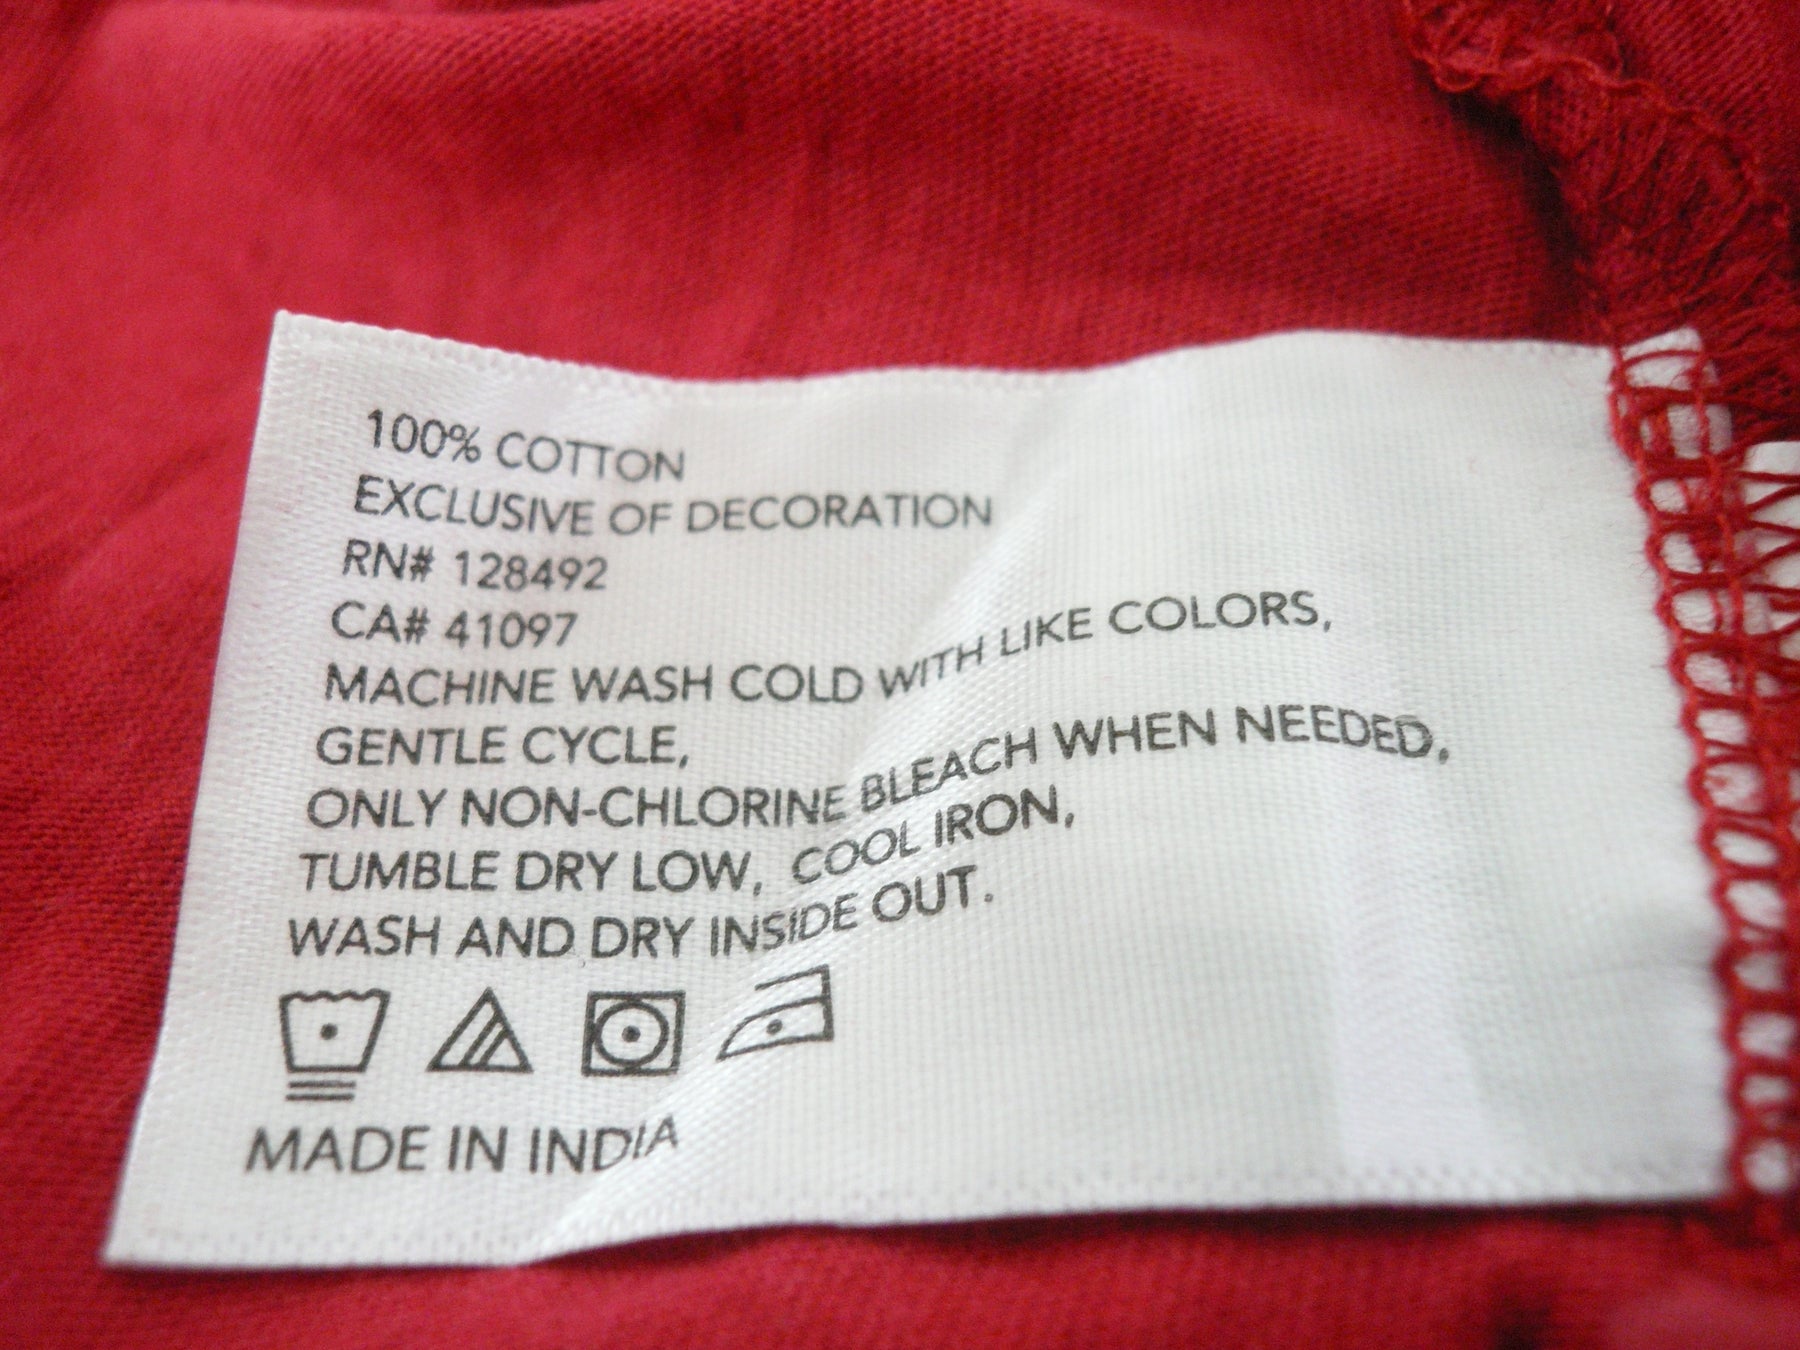 100% COTTON
EXCLUSIVE OF DECORATION
RN# 128492
CA# 41097
MACHINE WASH COLD WITH LIKE COLORS,
GENTLE CYCLE,
ONLY NON-CHLORINE BLEACH WHEN NEEDED,
TUMBLE DRY LOW, COOL IRON,
WASH AND DRY INSIDE OUT.
MADE IN INDIA